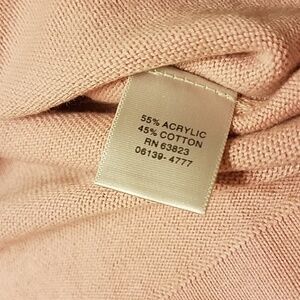 55% ACRYLIC
45% COTTON
RN 63823
06139-4777